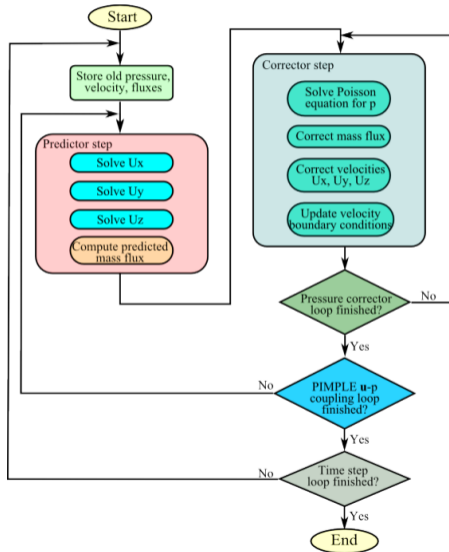 Start
Store old pressure,
velocity, fluxes
Predictor step
Solve Ux
Solve Uy
Solve Uz
Compute predicted
mass flux
Corrector step
Solve Poisson
equation for p
Correct mass flux
Correct velocities
Ux, Uy, Uz
Update velocity
boundary conditions
Pressure corrector
loop finished?
No
Yes
PIMPLE u-p
coupling loop
finished?
No
Yes
Time step
loop finished?
No
Yes
End